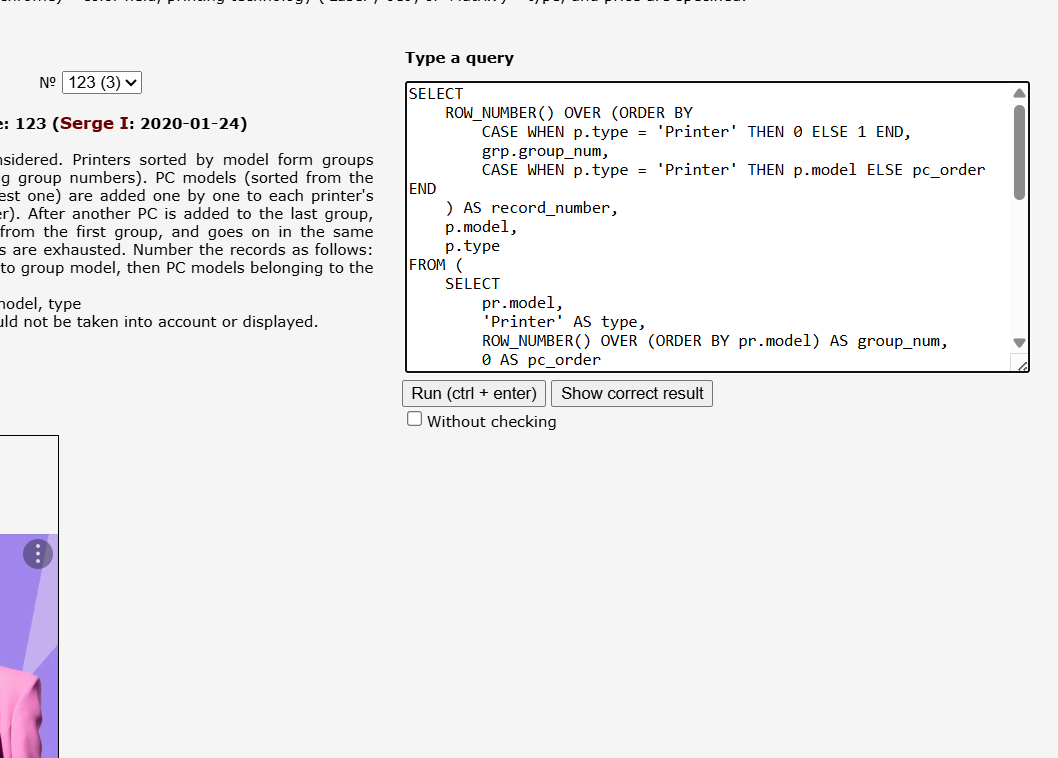 Type a query
Nº 123 (3)
: 123 (Serge I: 2020-01-24)
nsidered. Printers sorted by model form groups
g group numbers). PC models (sorted from the
est one) are added one by one to each printer's
er). After another PC is added to the last group,
from the first group, and goes on in the same
s are exhausted. Number the records as follows:
to group model, then PC models belonging to the
model, type
uld not be taken into account or displayed.
SELECT
ROW_NUMBER() OVER (ORDER BY
CASE WHEN p.type = 'Printer' THEN 0 ELSE 1 END,
grp.group_num,
CASE WHEN p.type = 'Printer' THEN p.model ELSE pc_order
END
) AS record_number,
p.model,
p.type
FROM (
SELECT
pr.model,
'Printer' AS type,
ROW_NUMBER() OVER (ORDER BY pr.model) AS group_num,
0 AS pc_order
Run (ctrl + enter) Show correct result
Without checking